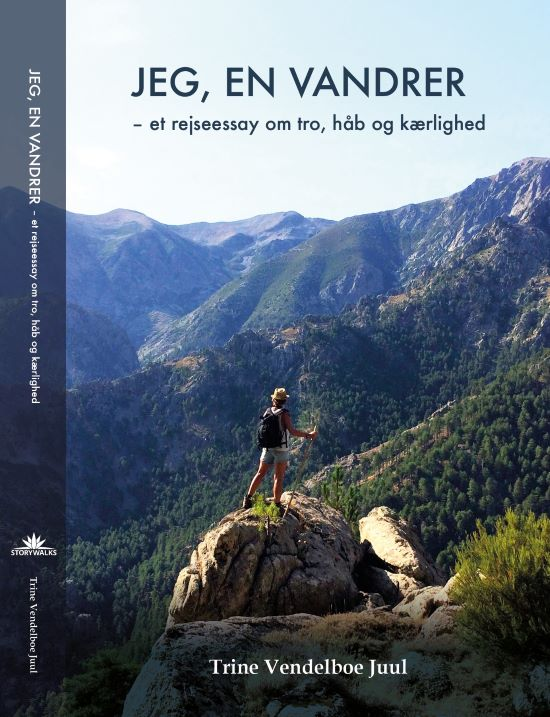 JEG, EN VANDRER
– et rejseessay om tro, håb og kærlighed
Trine Vendelboe Juul
JEG, EN VANDRER – et rejseessay om tro, håb og kærlighed
STORYWALKS
Trine Vendelboe Juul